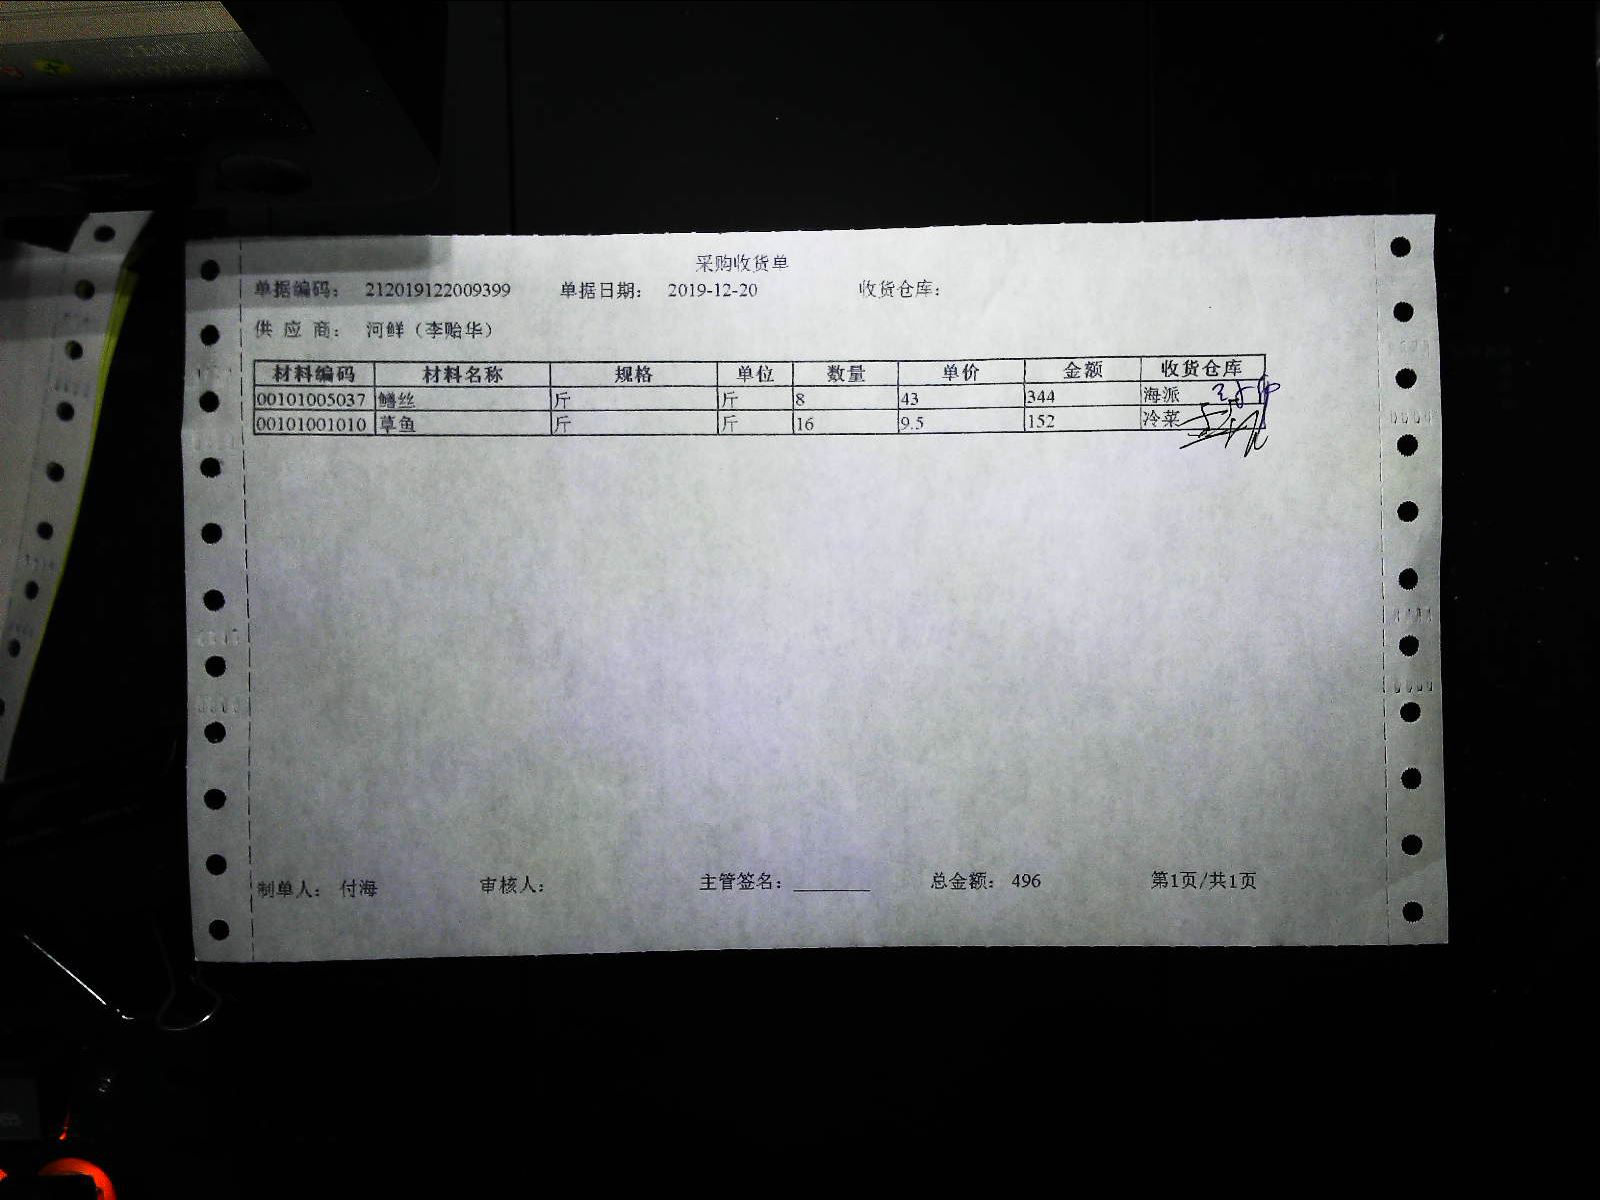 采购收货单
单据编码： 212019122009399 单据日期： 2019-12-20 收货仓库：
供 应 商： 河鲜（李贻华）
材料编码 材料名称 规格 单位 数量 单价 金额 收货仓库
00101005037 鳝丝 斤 斤 8 43 344 海派
00101001010 草鱼 斤 斤 16 9.5 152 冷菜
制单人： 付海 审核人： 主管签名：________ 总金额： 496 第1页/共1页